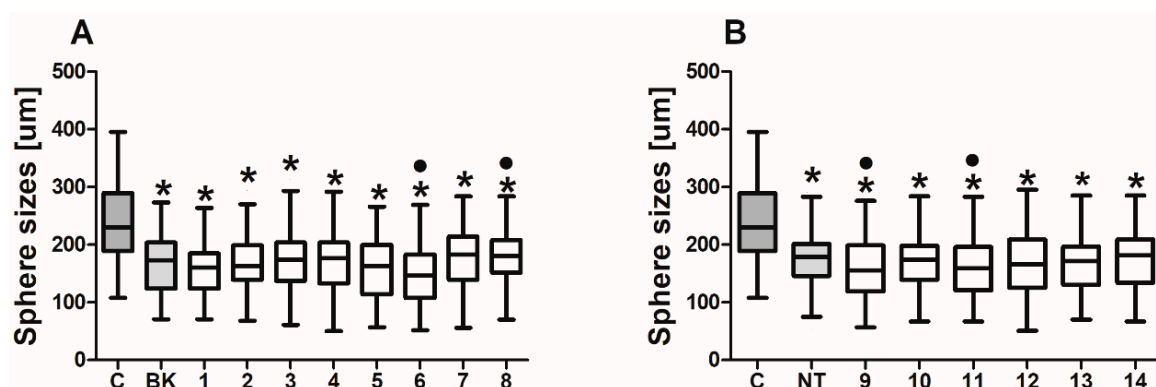 A
B
Sphere sizes [um]
500
400
300
200
100
0
* * * * * * * * * *
● ●
C BK 1 2 3 4 5 6 7 8
Sphere sizes [um]
500
400
300
200
100
0
* * * * * * *
● ●
C NT 9 10 11 12 13 14